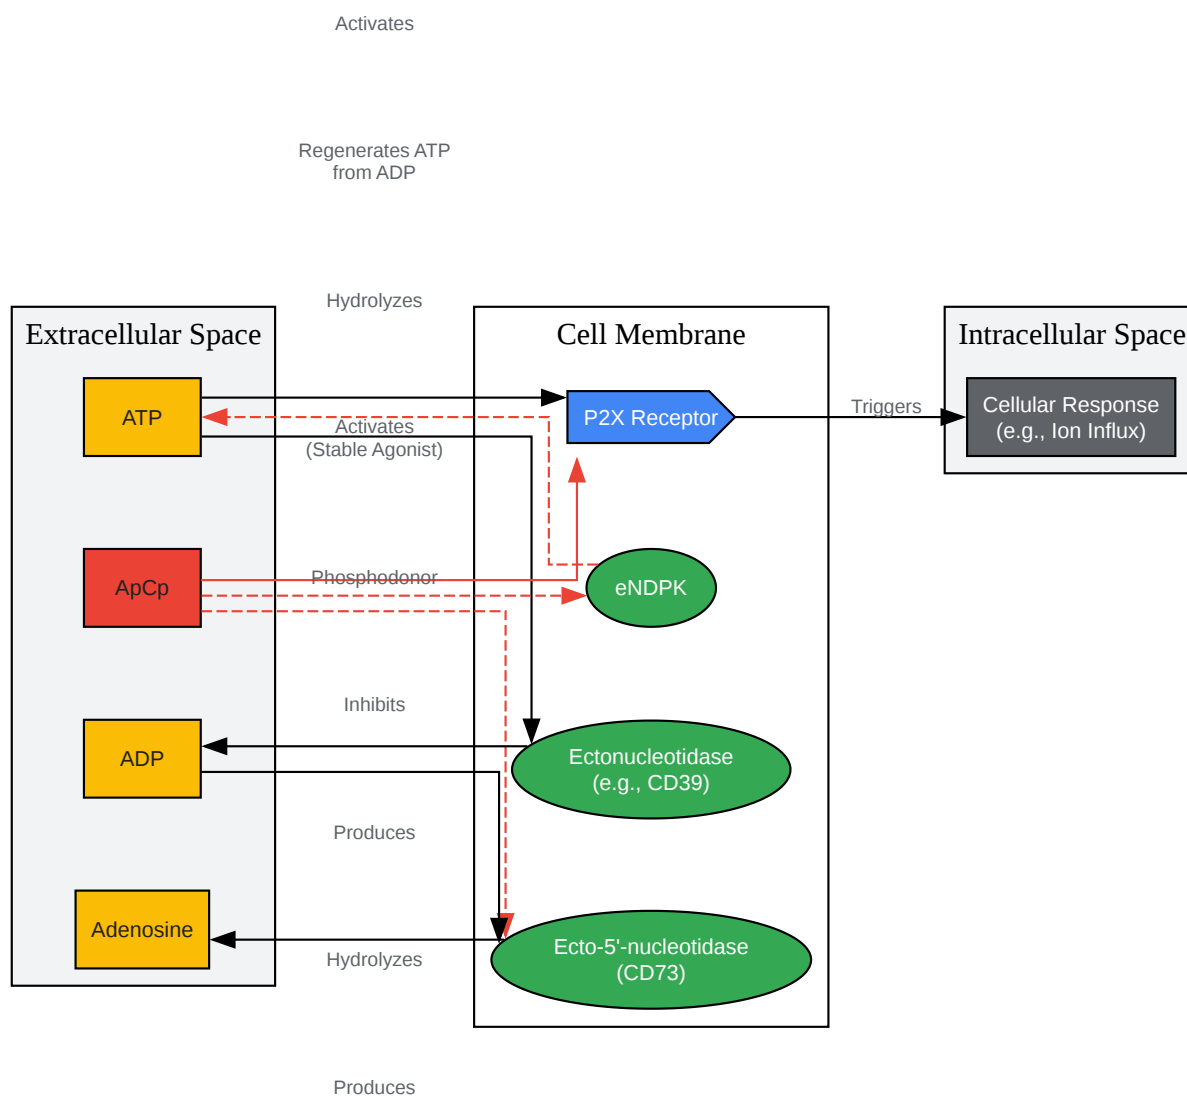 Activates
Regenerates ATP
from ADP
Hydrolyzes
Extracellular Space
Cell Membrane
Intracellular Space
ATP
P2X Receptor
Triggers
Cellular Response
(e.g., Ion Influx)
Activates
(Stable Agonist)
ApCp
Phosphodonor
eNDPK
Inhibits
ADP
Ectonucleotidase
(e.g., CD39)
Produces
Adenosine
Ecto-5'-nucleotidase
(CD73)
Hydrolyzes
Produces